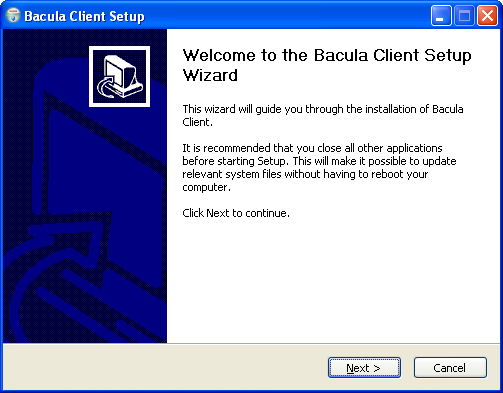 Bacula Client Setup
Welcome to the Bacula Client Setup
Wizard
This wizard will guide you through the installation of Bacula
Client.
It is recommended that you close all other applications
before starting Setup. This will make it possible to update
relevant system files without having to reboot your
computer.
Click Next to continue.
Next >
Cancel